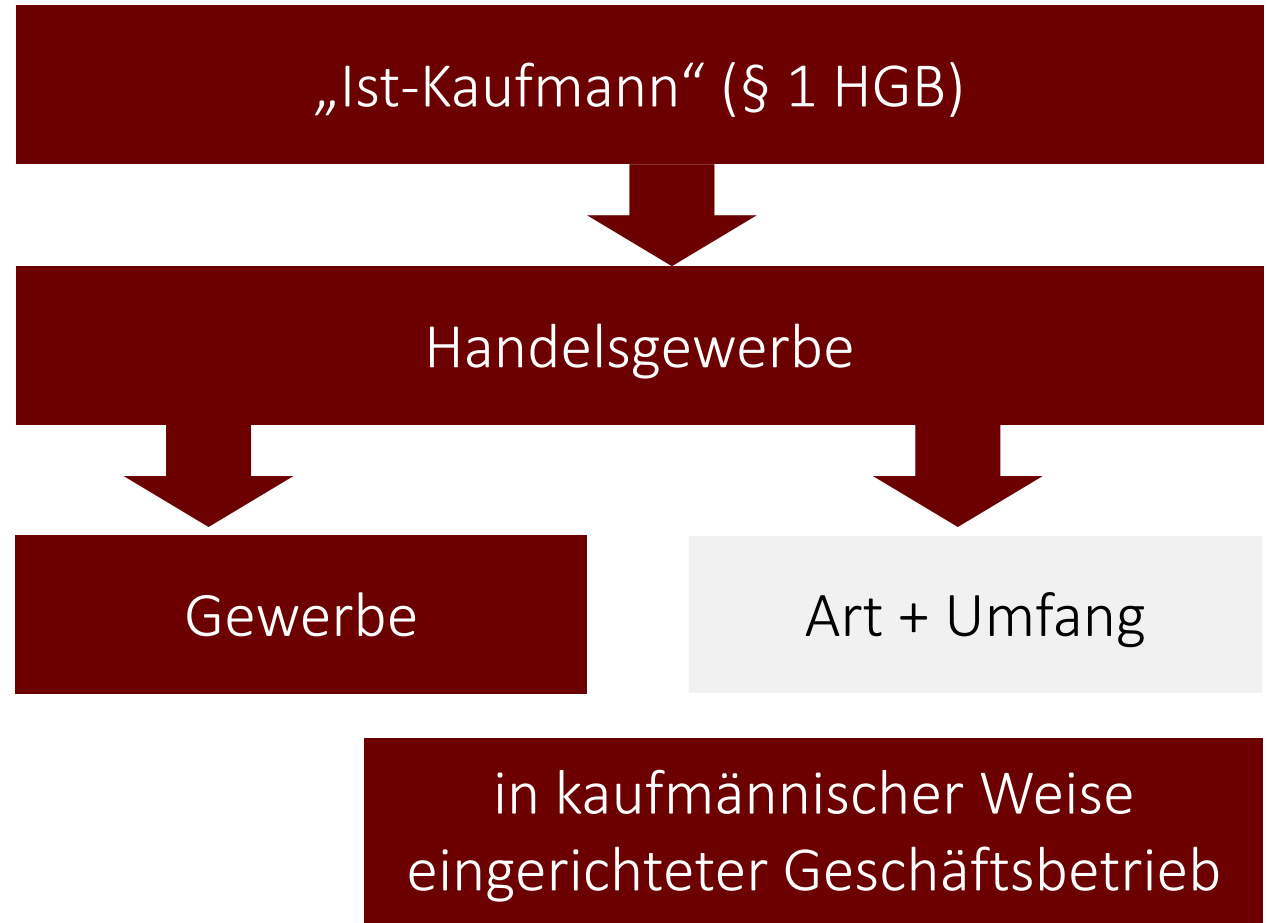 „Ist-Kaufmann“ (§ 1 HGB)
Handelsgewerbe
Gewerbe
Art + Umfang
in kaufmännischer Weise
eingerichteter Geschäftsbetrieb